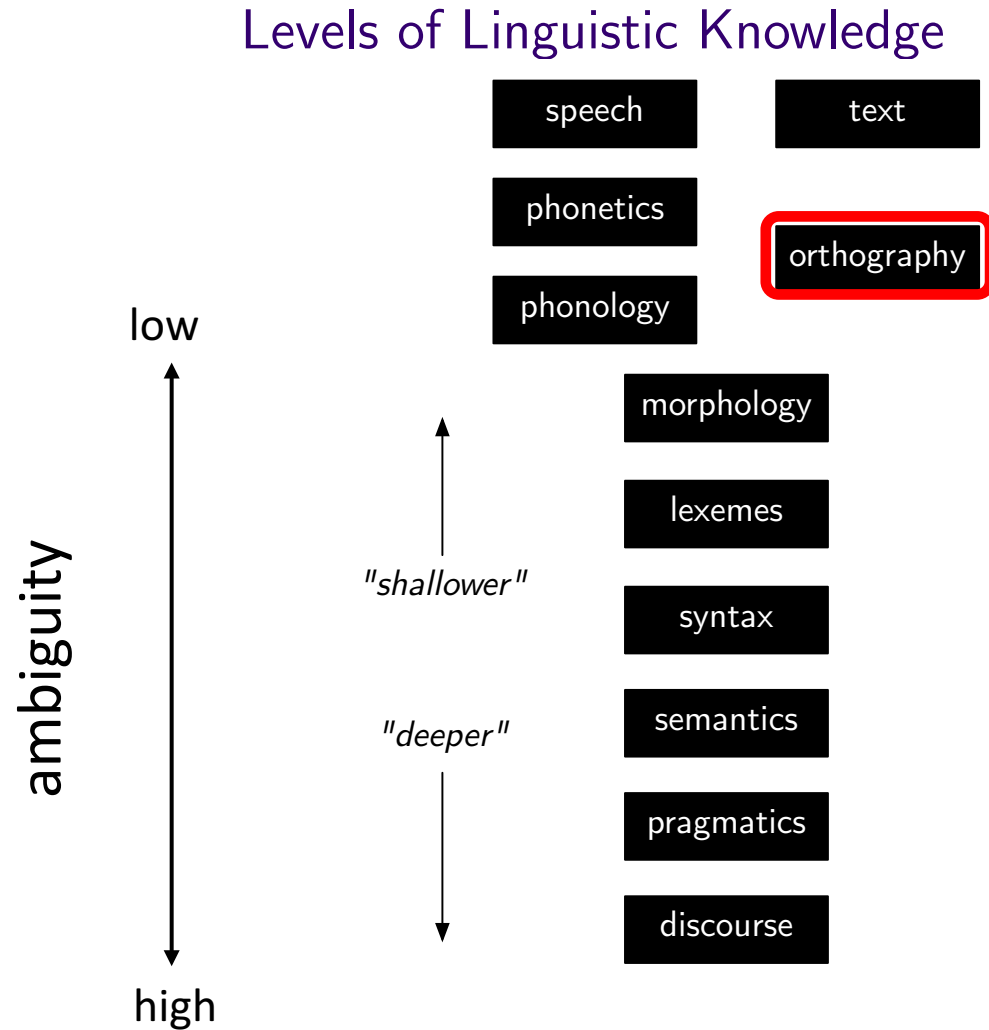 Levels of Linguistic Knowledge
speech
text
phonetics
orthography
phonology
low
morphology
lexemes
"shallower"
syntax
ambiguity
semantics
"deeper"
pragmatics
discourse
high